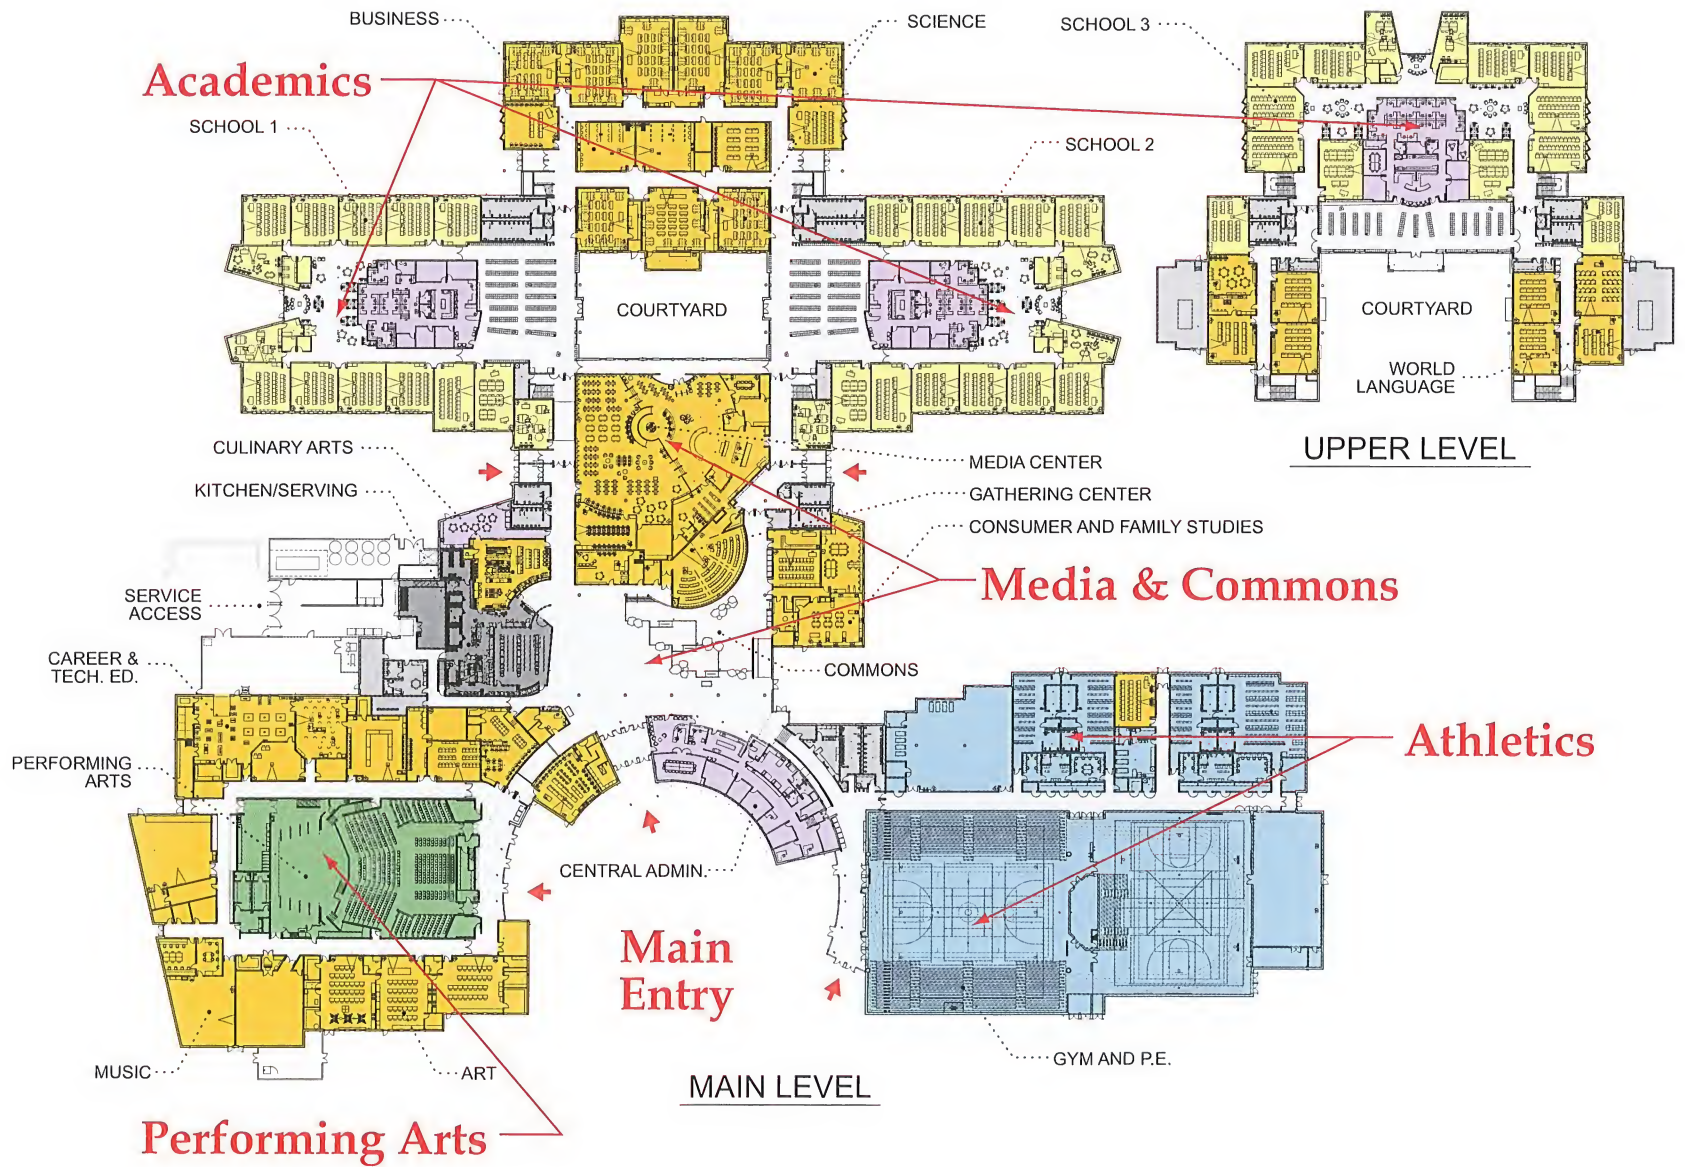 BUSINESS
SCIENCE
SCHOOL 3
Academics
SCHOOL 1
SCHOOL 2
COURTYARD
COURTYARD
WORLD
LANGUAGE
UPPER LEVEL
CULINARY ARTS
KITCHEN/SERVING
MEDIA CENTER
GATHERING CENTER
CONSUMER AND FAMILY STUDIES
Media & Commons
SERVICE
ACCESS
CAREER &
TECH. ED.
COMMONS
Athletics
PERFORMING
ARTS
CENTRAL ADMIN.
Main
Entry
MUSIC
ART
GYM AND P.E.
MAIN LEVEL
Performing Arts